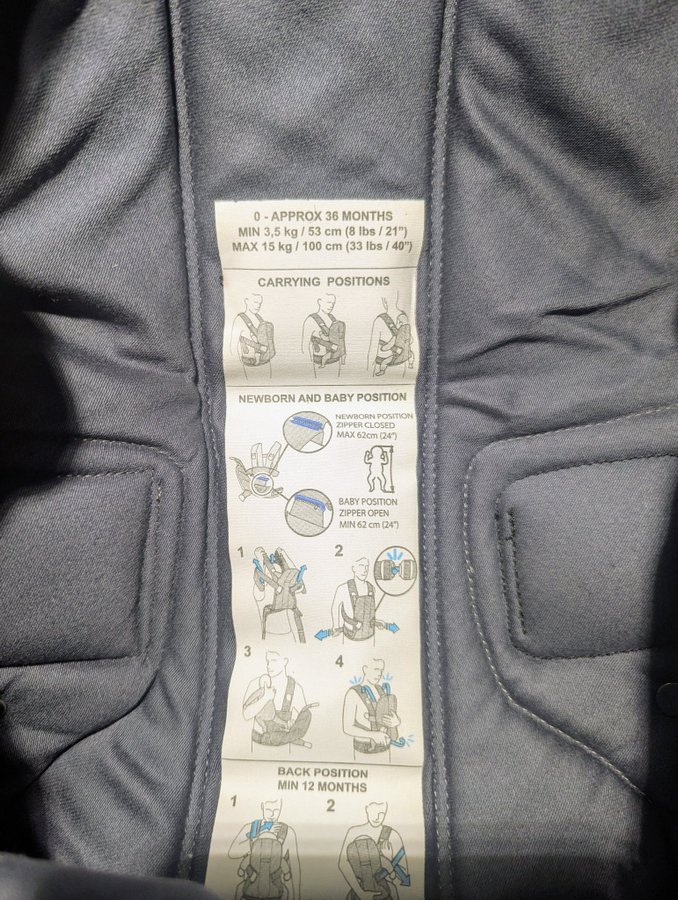 0 - APPROX 36 MONTHS
MIN 3,5 kg / 53 cm (8 lbs / 21”)
MAX 15 kg / 100 cm (33 lbs / 40”)
CARRYING POSITIONS
NEWBORN AND BABY POSITION
NEWBORN POSITION
ZIPPER CLOSED
MAX 62cm (24”)
BABY POSITION
ZIPPER OPEN
MIN 62 cm (24”)
1 2
3 4
BACK POSITION
MIN 12 MONTHS
1 2